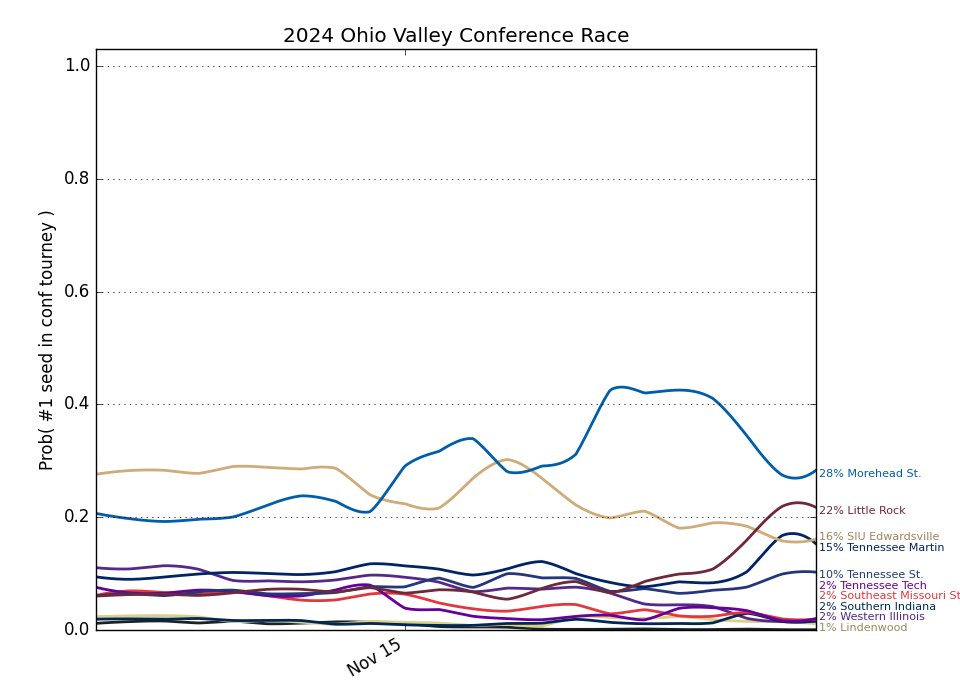 2024 Ohio Valley Conference Race
Prob( #1 seed in conf tourney )
1.0
0.8
0.6
0.4
0.2
0.0
Nov 15
28% Morehead St.
22% Little Rock
16% SIU Edwardsville
15% Tennessee Martin
10% Tennessee St.
2% Tennessee Tech
2% Southeast Missouri St
2% Southern Indiana
2% Western Illinois
1% Lindenwood